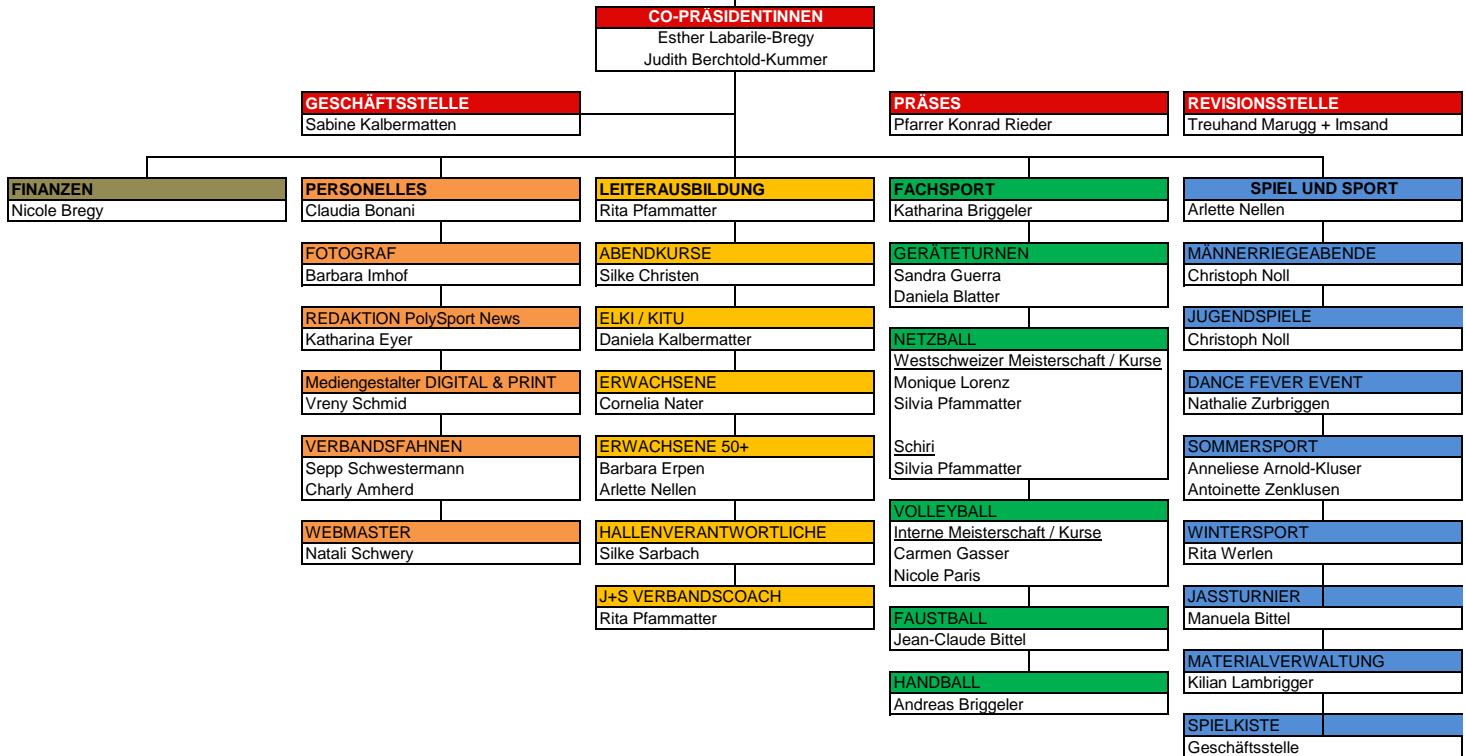 CO-PRÄSIDENTINNEN
Esther Labarile-Bregy
Judith Berchtold-Kummer
GESCHÄFTSSTELLE
Sabine Kalbermatten
PRÄSES
Pfarrer Konrad Rieder
REVISIONSSTELLE
Treuhand Marugg + Imsand
FINANZEN
Nicole Bregy
PERSONELLES
Claudia Bonani
FOTOGRAF
Barbara Imhof
REDAKTION PolySport News
Katharina Eyer
Mediengestalter DIGITAL & PRINT
Vreny Schmid
VERBANDSFAHNEN
Sepp Schwestermann
Charly Amherd
WEBMASTER
Natali Schwery
LEITERAUSBILDUNG
Rita Pfammatter
ABENDKURSE
Silke Christen
ELKI / KITU
Daniela Kalbermatter
ERWACHSENE
Cornelia Nater
ERWACHSENE 50+
Barbara Erpen
Arlette Nellen
HALLENVERANTWORTLICHE
Silke Sarbach
J+S VERBANDSCOACH
Rita Pfammatter
FACHSPORT
Katharina Briggeler
GERÄTETURNEN
Sandra Guerra
Daniela Blatter
NETZBALL
Westschweizer Meisterschaft / Kurse
Monique Lorenz
Silvia Pfammatter
Schiri
Silvia Pfammatter
VOLLEYBALL
Interne Meisterschaft / Kurse
Carmen Gasser
Nicole Paris
FAUSTBALL
Jean-Claude Bittel
HANDBALL
Andreas Briggeler
SPIEL UND SPORT
Arlette Nellen
MÄNNERRIEGEABENDE
Christoph Noll
JUGENDSPIELE
Christoph Noll
DANCE FEVER EVENT
Nathalie Zurbriggen
SOMMERSPORT
Anneliese Arnold-Kluser
Antoinette Zenklusen
WINTERSPORT
Rita Werlen
JASSTURNIER
Manuela Bittel
MATERIALVERWALTUNG
Kilian Lambrigger
SPIELKISTE
Geschäftsstelle